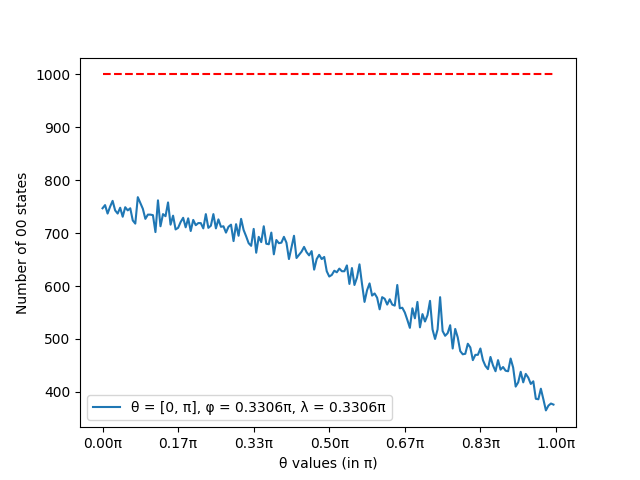 1000
900
800
700
600
500
400
Number of 00 states
θ = [0, π], φ = 0.3306π, λ = 0.3306π
0.00π 0.17π 0.33π 0.50π 0.67π 0.83π 1.00π
θ values (in π)